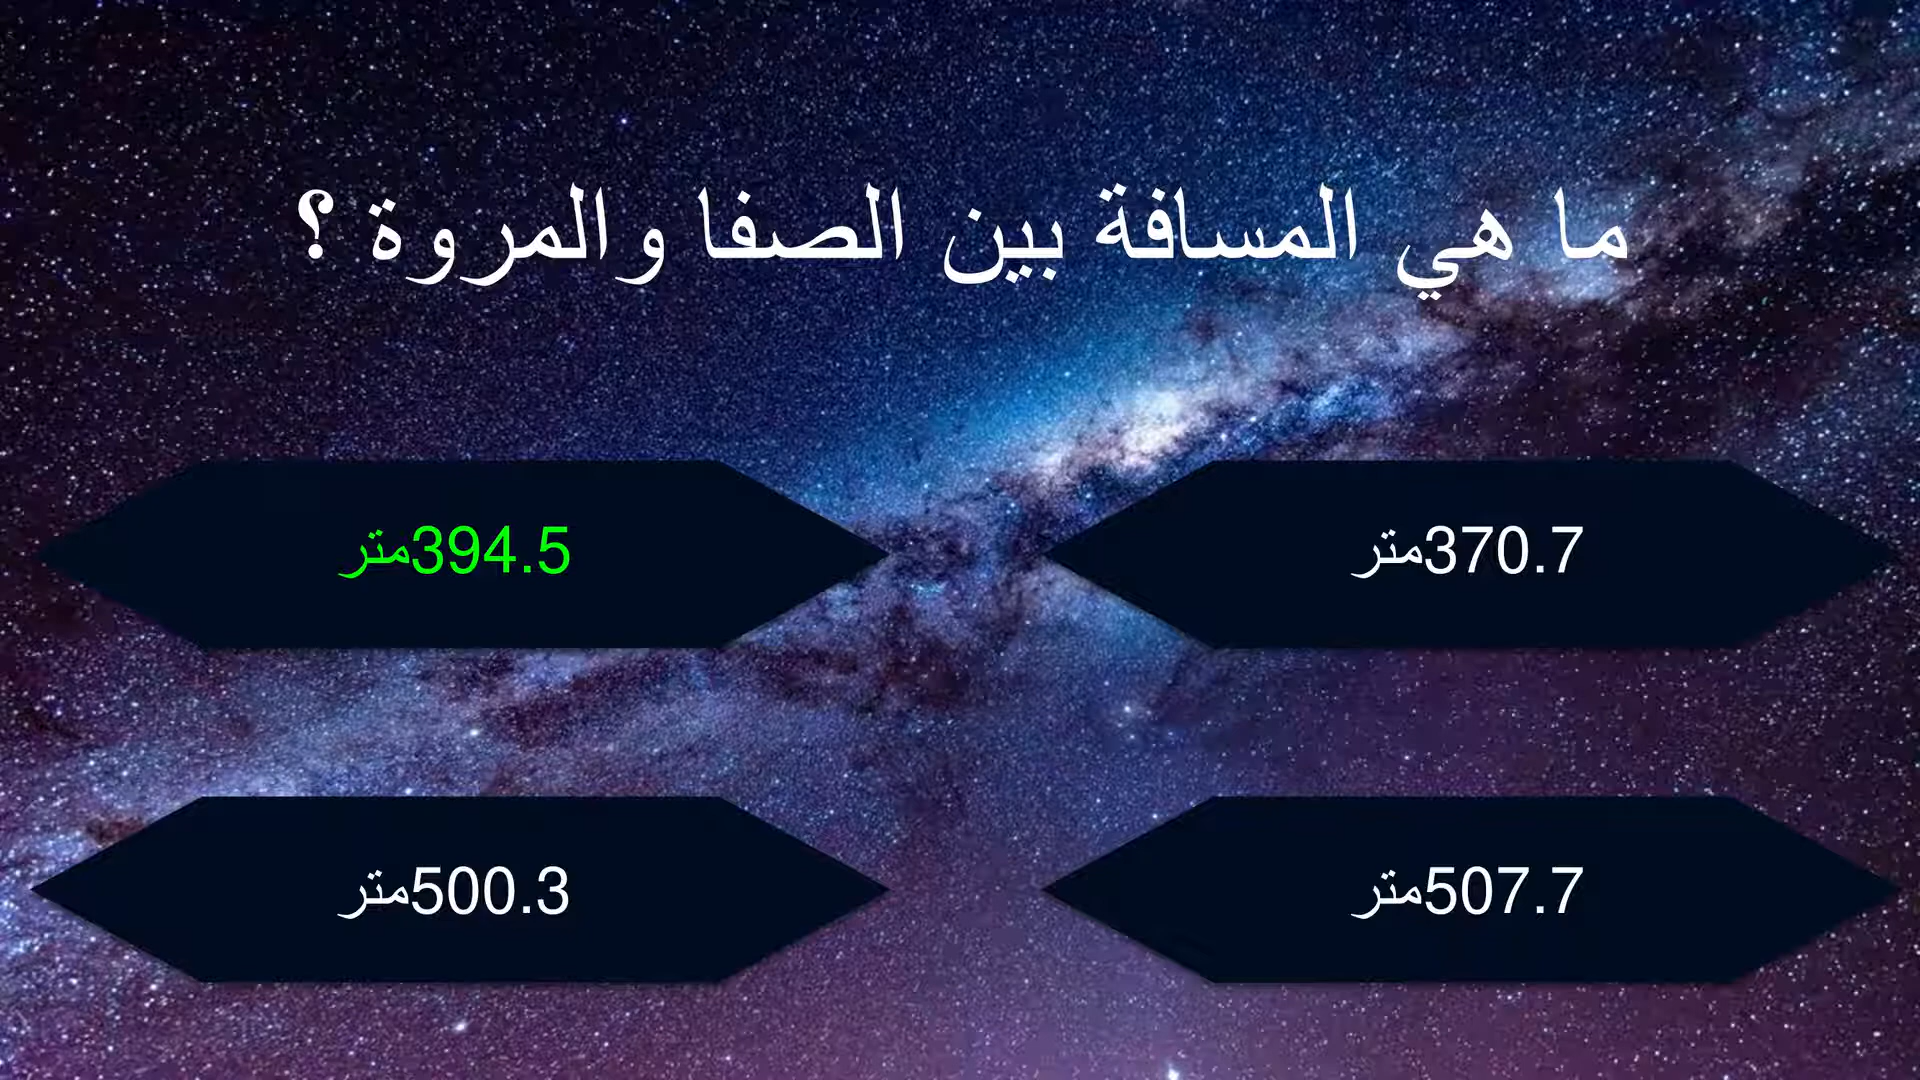 ما هي المسافة بين الصفا والمروة ؟
370.7متر
394.5متر
507.7متر
500.3متر